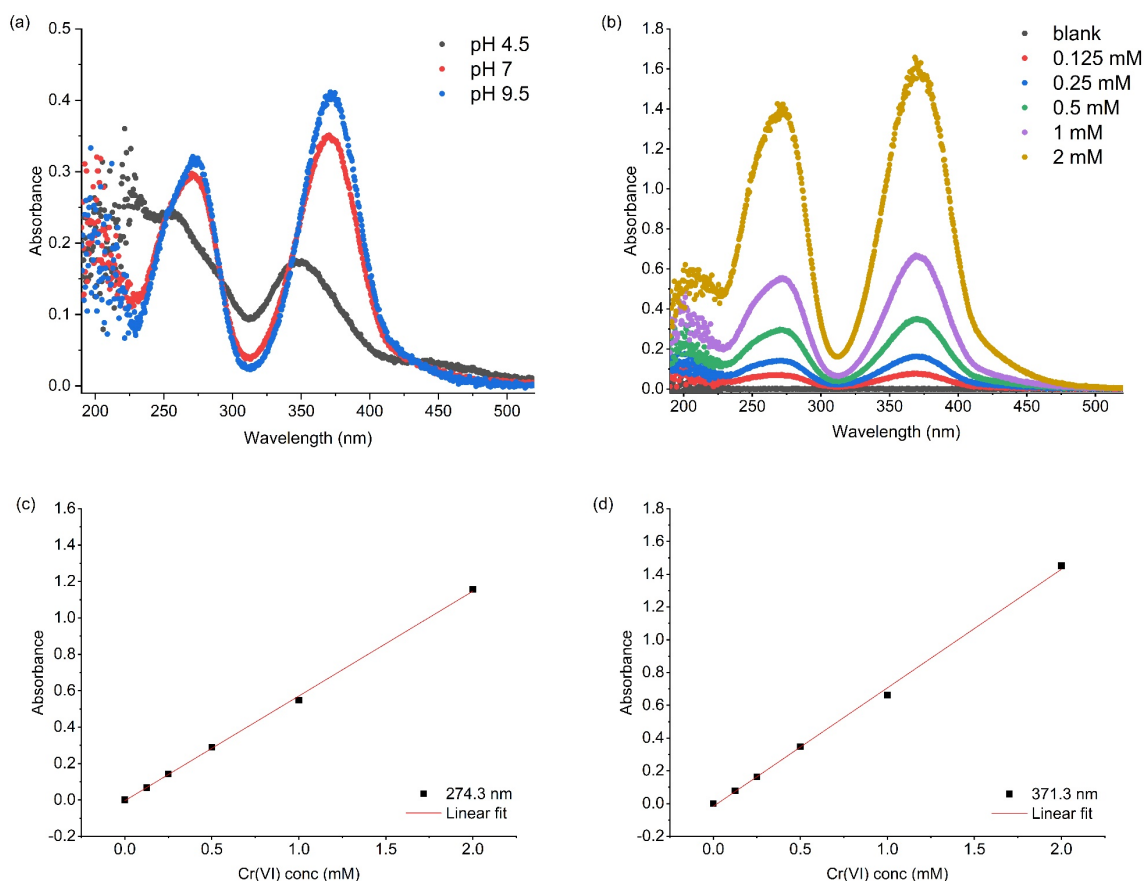 (a)
0.5
0.4
0.3
0.2
0.1
0.0
Absorbance
pH 4.5
pH 7
pH 9.5
200 250 300 350 400 450 500
Wavelength (nm)
(b)
1.8
1.6
1.4
1.2
1.0
0.8
0.6
0.4
0.2
0.0
Absorbance
blank
0.125 mM
0.25 mM
0.5 mM
1 mM
2 mM
200 250 300 350 400 450 500
Wavelength (nm)
(c)
1.6
1.4
1.2
1.0
0.8
0.6
0.4
0.2
0.0
-0.2
Absorbance
274.3 nm
Linear fit
0.0 0.5 1.0 1.5 2.0
Cr(VI) conc (mM)
(d)
1.8
1.6
1.4
1.2
1.0
0.8
0.6
0.4
0.2
0.0
-0.2
Absorbance
371.3 nm
Linear fit
0.0 0.5 1.0 1.5 2.0
Cr(VI) conc (mM)